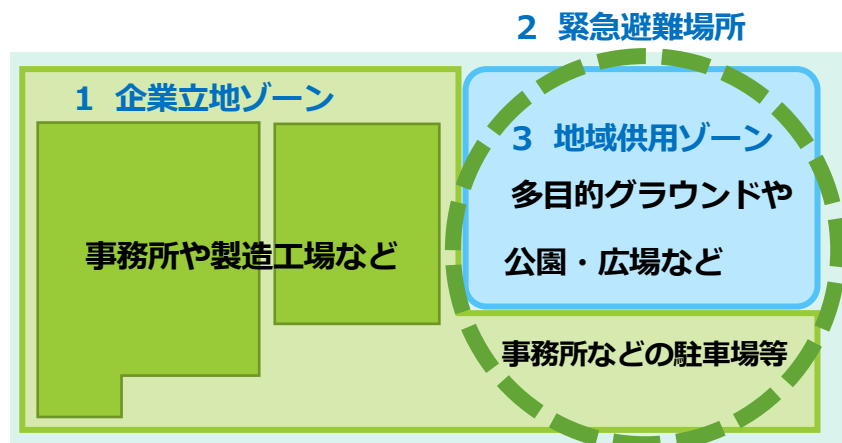 2 緊急避難場所
1 企業立地ゾーン
3 地域供用ゾーン
多目的グラウンドや
公園・広場など
事務所や製造工場など
事務所などの駐車場等